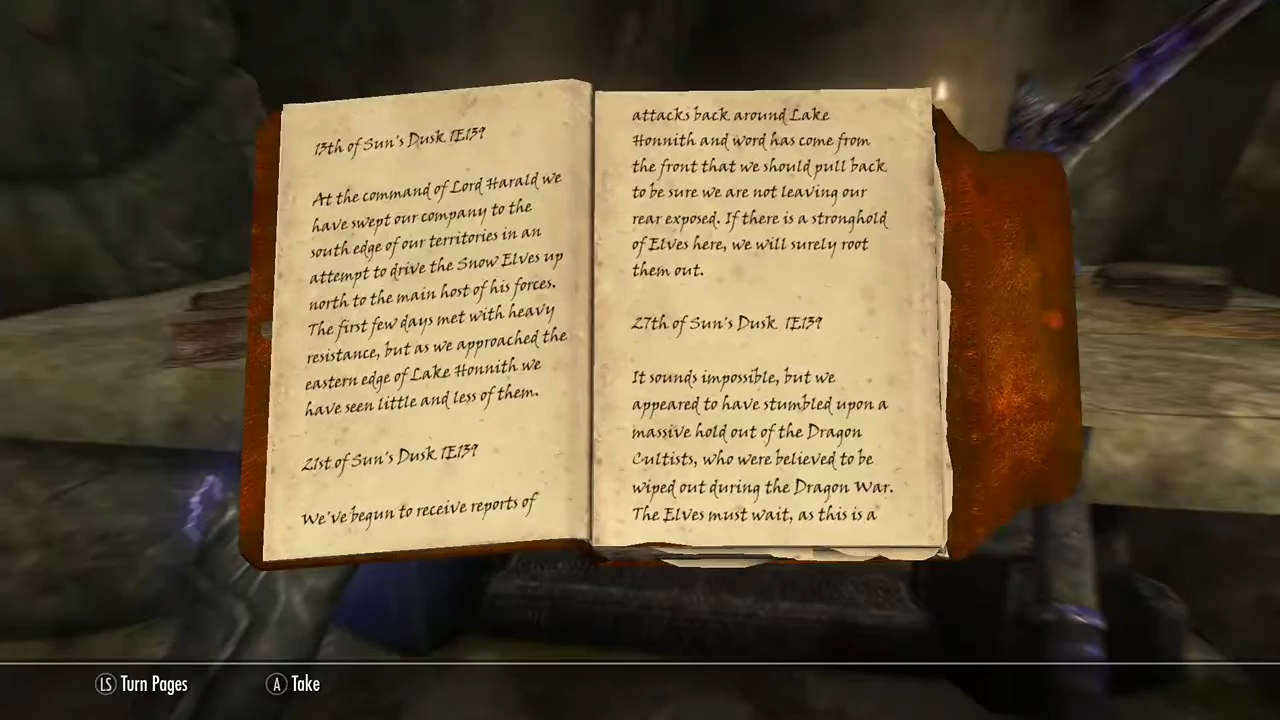 13th of Sun's Dusk 1E139
At the command of Lord Harald we
have swept our company to the
south edge of our territories in an
attempt to drive the Snow Elves up
north to the main host of his forces.
The first few days met with heavy
resistance, but as we approached the
eastern edge of Lake Honnith we
have seen little and less of them.
21st of Sun's Dusk 1E139
We've begun to receive reports of
attacks back around Lake
Honnith and word has come from
the front that we should pull back
to be sure we are not leaving our
rear exposed. If there is a stronghold
of Elves here, we will surely root
them out.
27th of Sun's Dusk 1E139
It sounds impossible, but we
appeared to have stumbled upon a
massive hold out of the Dragon
Cultists, who were believed to be
wiped out during the Dragon War.
The Elves must wait, as this is a
LS Turn Pages
A Take